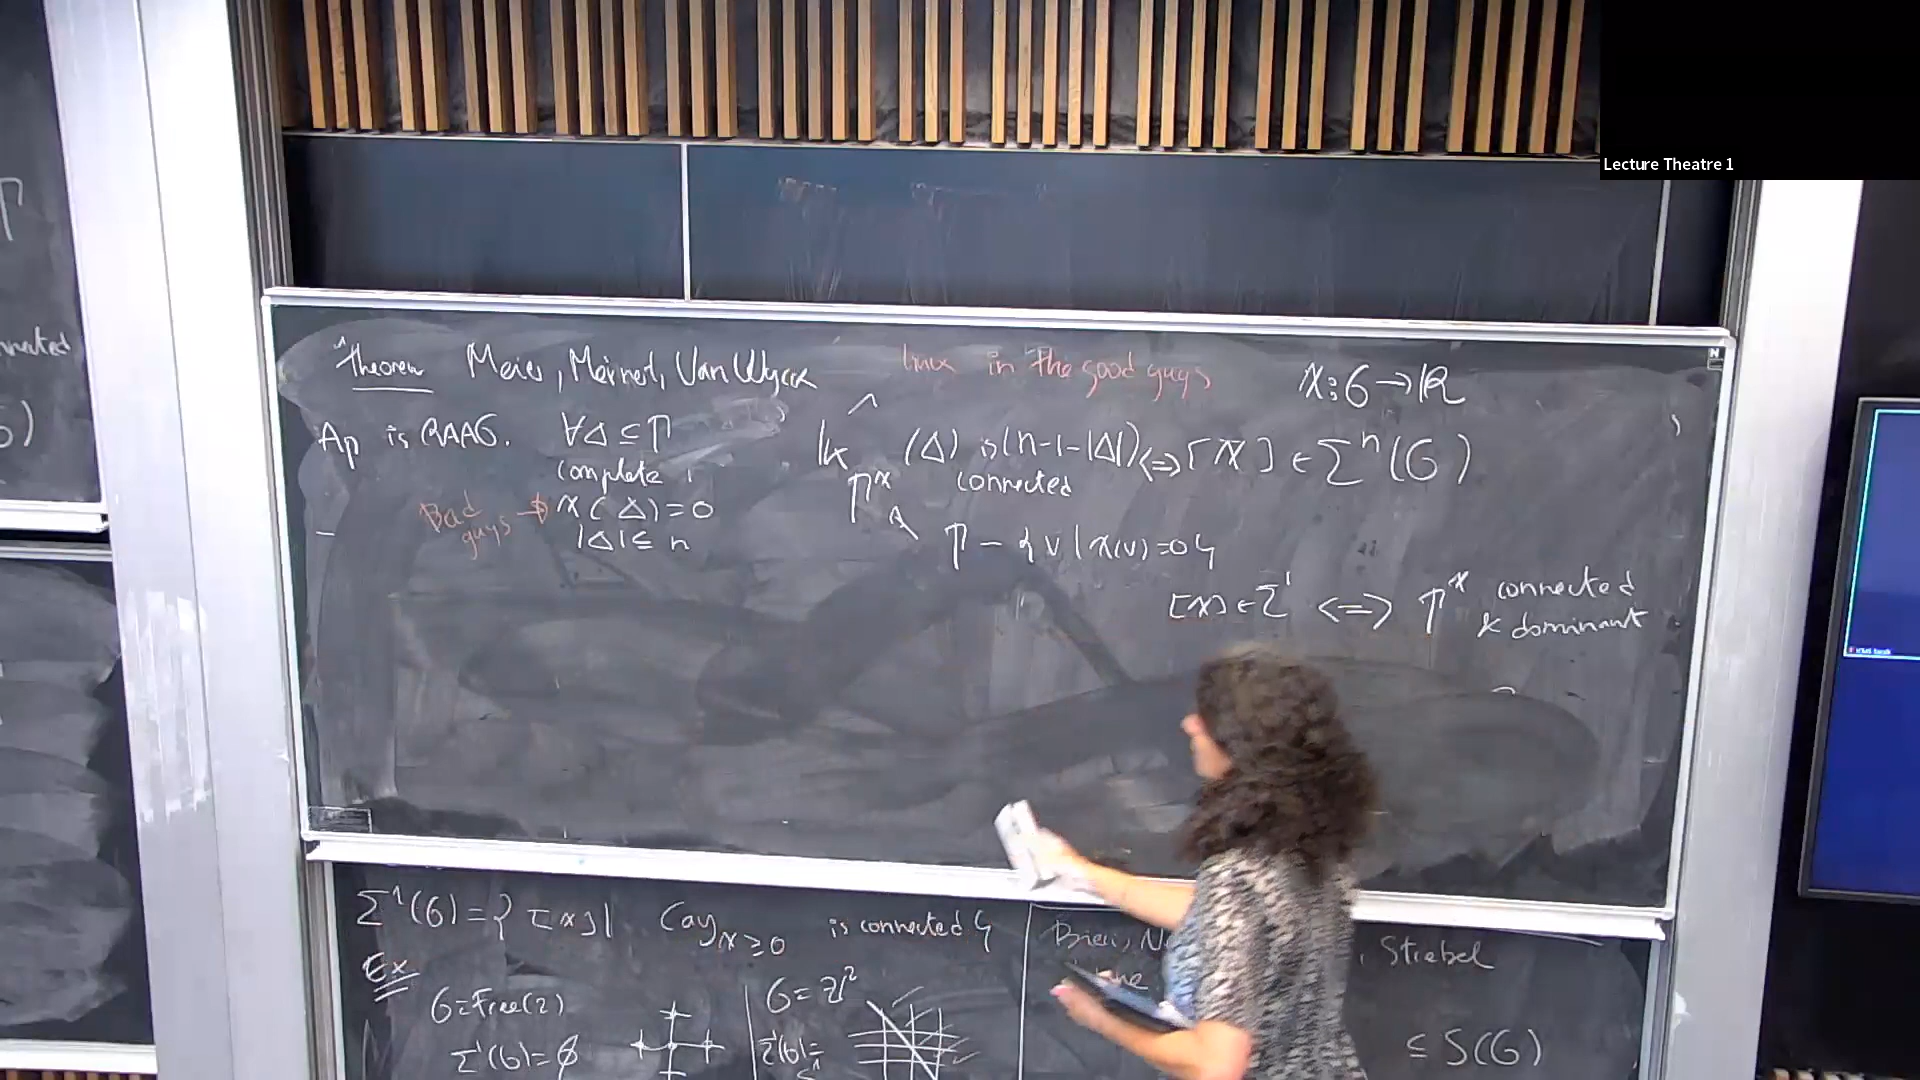 Lecture Theatre 1
Theorem Meier, Meinert, VanWyck
link in the good guys
χ: G → ℝ
A_Γ is RAAG. ∀Δ ⊆ Γ
complete
Bad guys → χ(Δ)=0
|Δ| ≤ n
lk_{Γ^χ} (Δ) is (n-1-|Δ|) connected <=> [χ] ∈ Σ^n(G)
Γ - {v | χ(v)=0}
[χ] ∈ Σ^1 <=> Γ^χ connected
& dominant
Σ^1(G) = { [χ] | Cay_{χ≥0} is connected }
Ex
G=Free(2)
Σ^1(G)=∅
G=ℤ^2
Σ^1(G)=
Bieri, , Strebel
⊆ S(G)